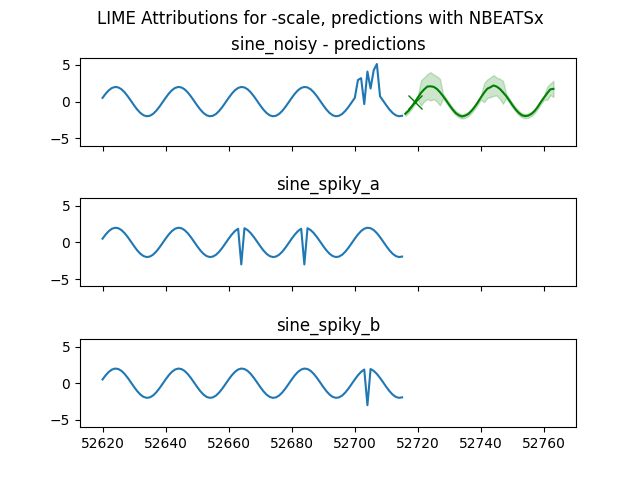 LIME Attributions for -scale, predictions with NBEATSx
sine_noisy - predictions
5
0
−5
sine_spiky_a
5
0
−5
sine_spiky_b
5
0
−5
52620 52640 52660 52680 52700 52720 52740 52760